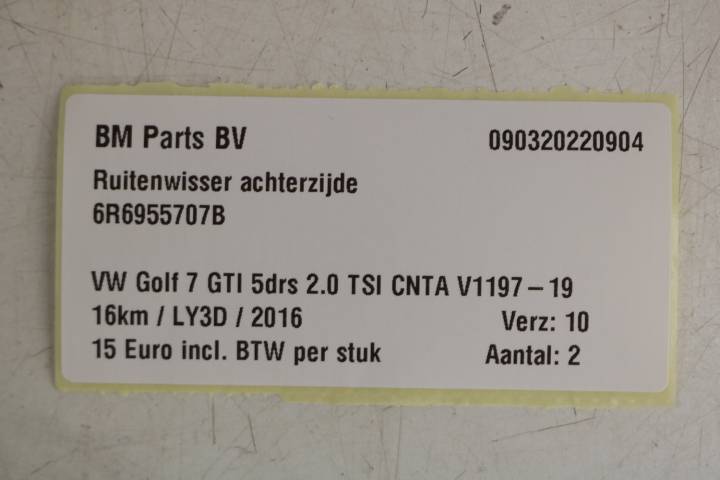 BM Parts BV 090320220904
Ruitenwisser achterzijde
6R6955707B
VW Golf 7 GTI 5drs 2.0 TSI CNTA V1197-19
16km / LY3D / 2016 Verz: 10
15 Euro incl. BTW per stuk Aantal: 2